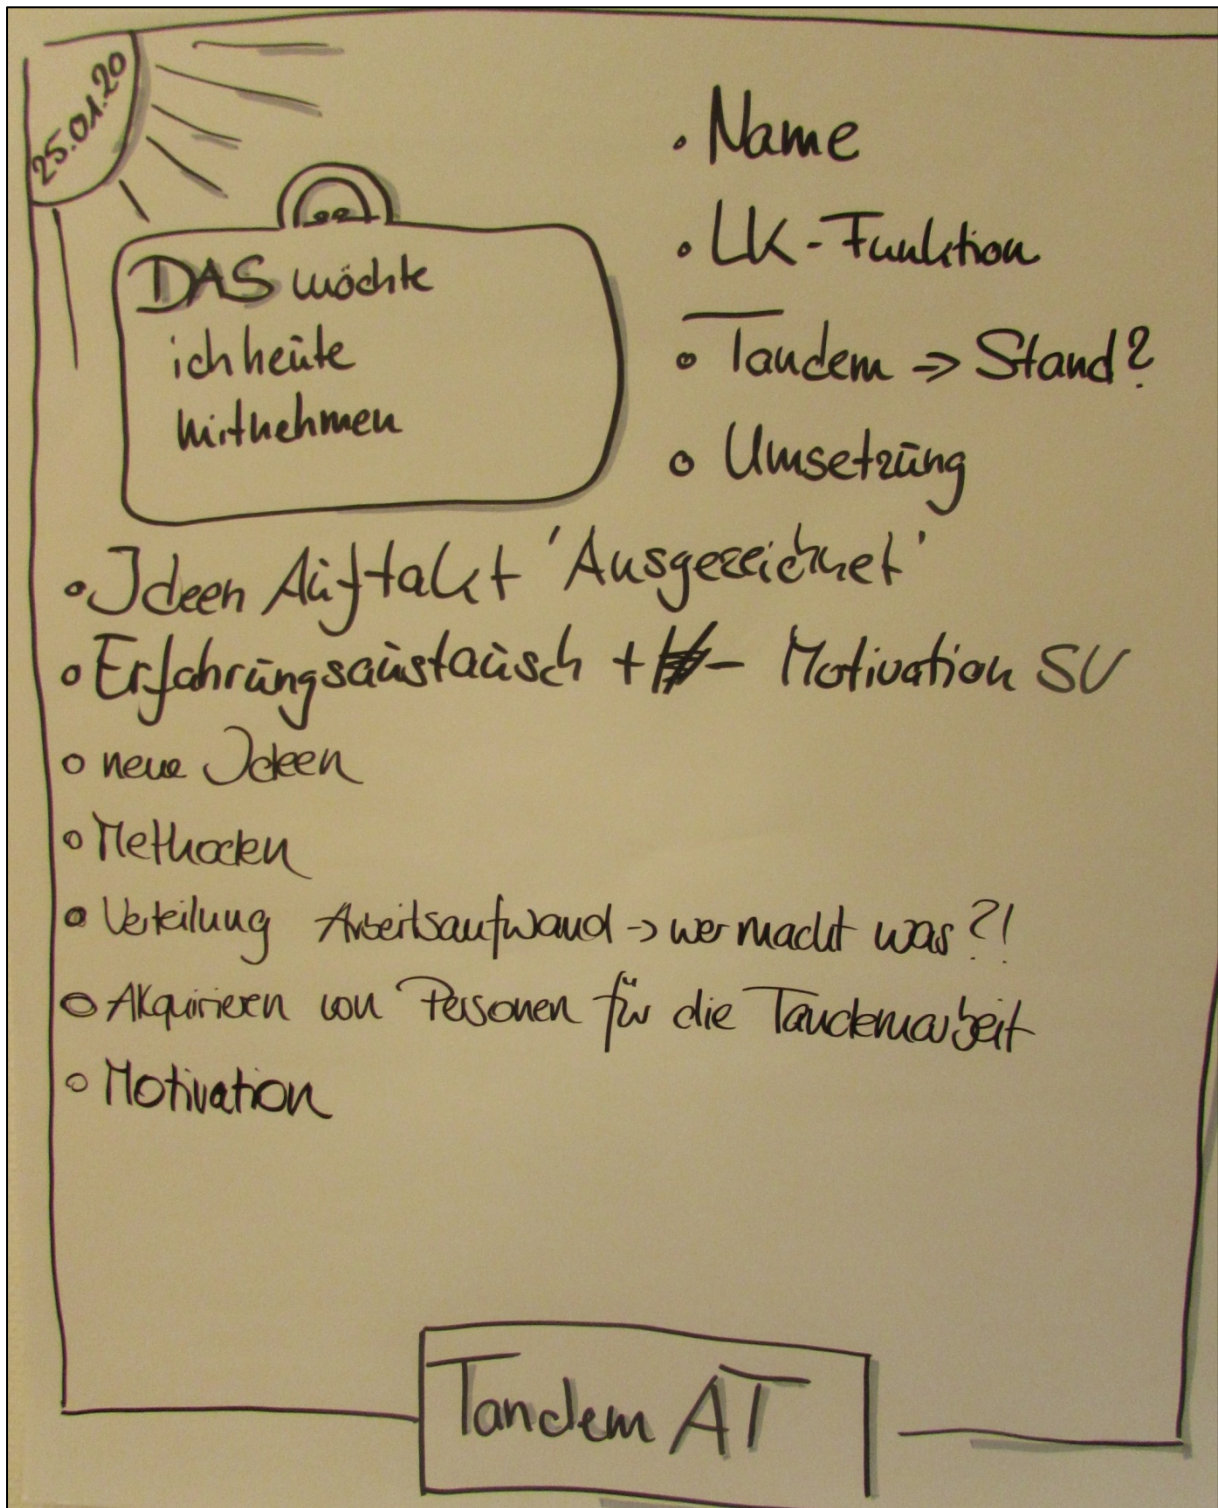 25.01.20
DAS möchte
ich heute
mitnehmen
• Name
• LK-Funktion
• Tandem => Stand?
• Umsetzung
• Ideen Auftakt 'Ausgezeichnet'
• Erfahrungsaustausch + - Motivation SV
• neue Ideen
• Methoden
• Verteilung Arbeitsaufwand -> wer macht was?!
• Akquirieren von Personen für die Tandemarbeit
• Motivation
Tandem AT